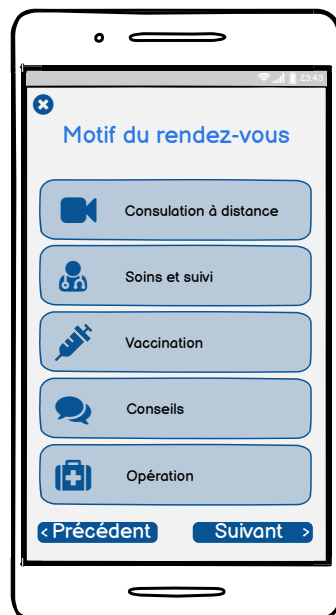 23:43
Motif du rendez-vous
Consulation à distance
Soins et suivi
Vaccination
Conseils
Opération
< Précédent
Suivant >